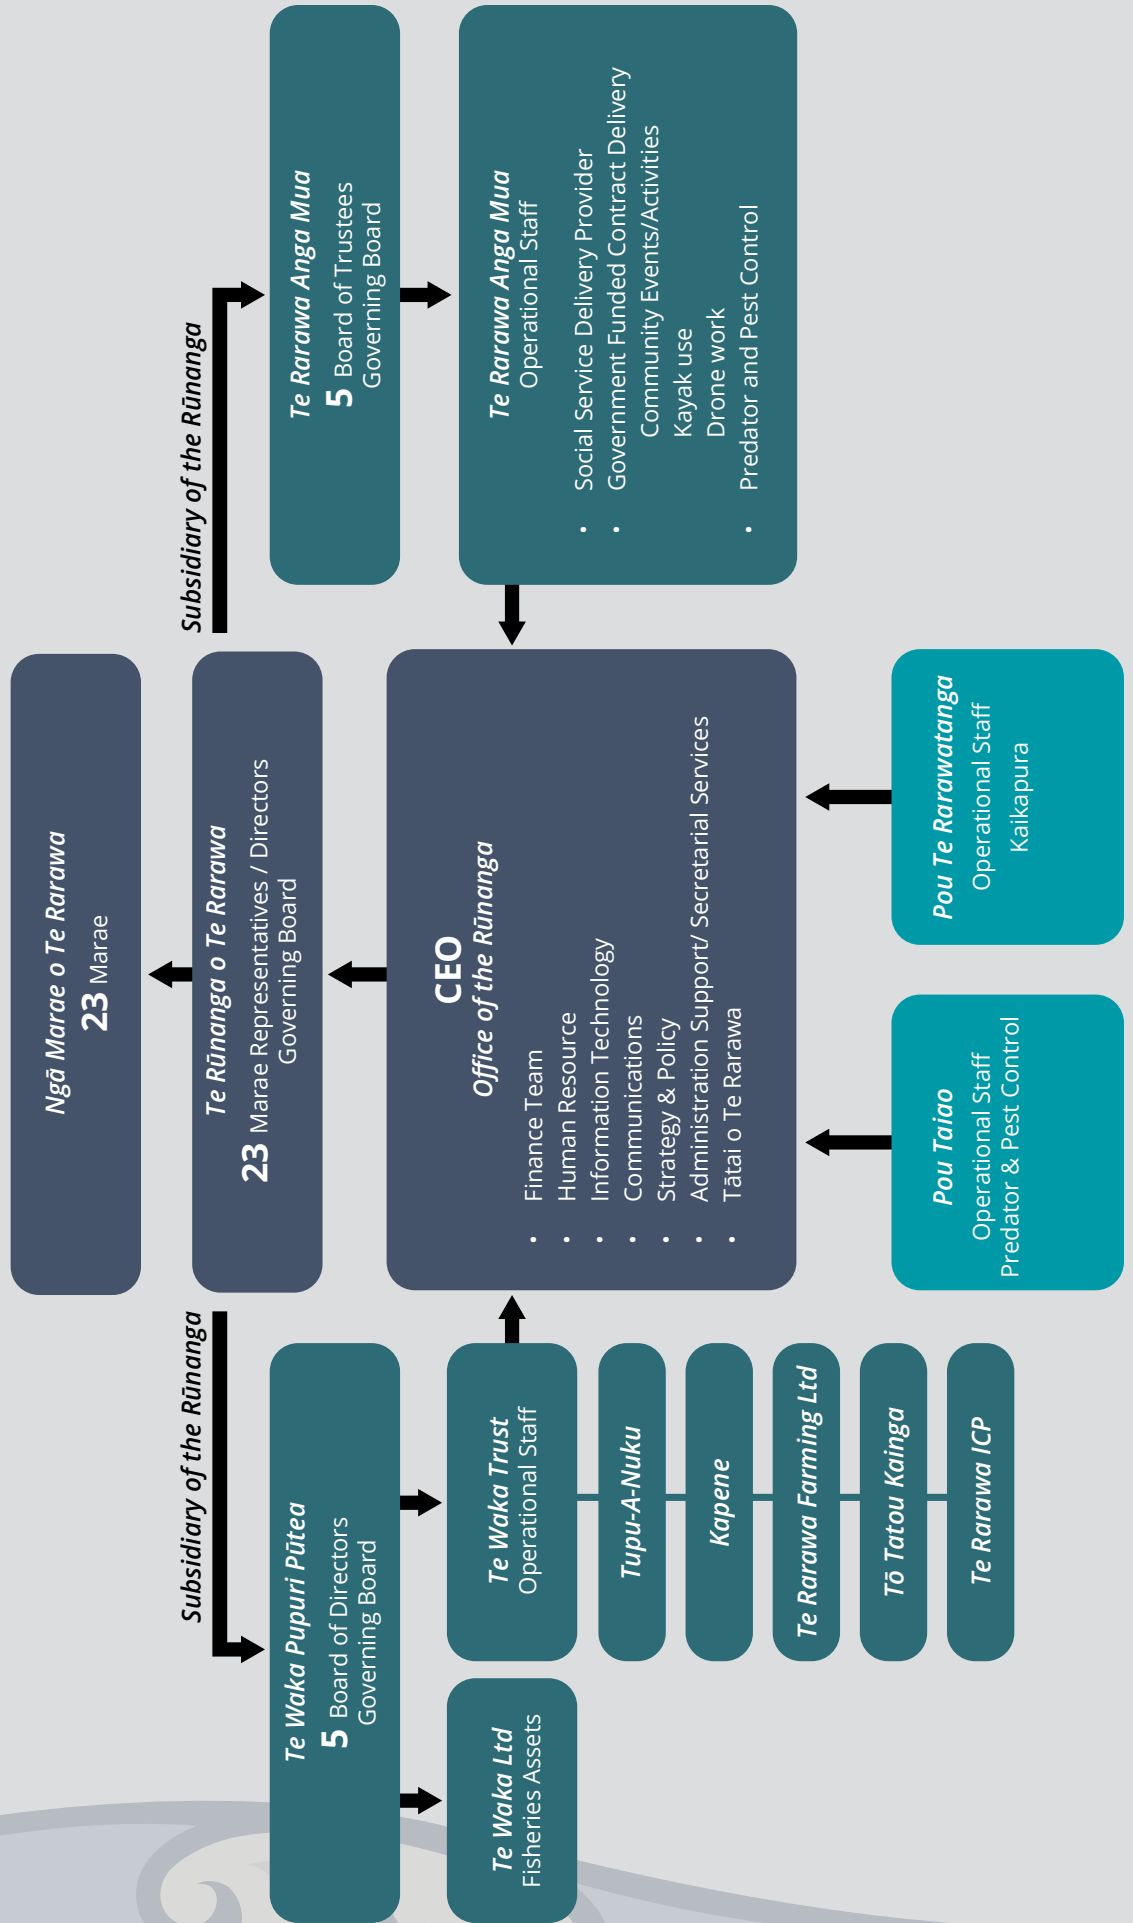 Ngā Marae o Te Rarawa
23 Marae
Subsidiary of the Rūnanga
Te Rūnanga o Te Rarawa
23 Marae Representatives / Directors
Governing Board
Subsidiary of the Rūnanga
Te Waka Pupuri Pūtea
5 Board of Directors
Governing Board
Te Rarawa Anga Mua
5 Board of Trustees
Governing Board
Te Waka Ltd
Fisheries Assets
Te Waka Trust
Operational Staff
Tupu-A-Nuku
Kapene
Te Rarawa Farming Ltd
Tō Tatou Kainga
Te Rarawa ICP
CEO
Office of the Rūnanga
• Finance Team
• Human Resource
• Information Technology
• Communications
• Strategy & Policy
• Administration Support/ Secretarial Services
• Tātai o Te Rarawa
Te Rarawa Anga Mua
Operational Staff
• Social Service Delivery Provider
• Government Funded Contract Delivery
Community Events/Activities
Kayak use
Drone work
• Predator and Pest Control
Pou Taiao
Operational Staff
Predator & Pest Control
Pou Te Rarawatanga
Operational Staff
Kaikapura